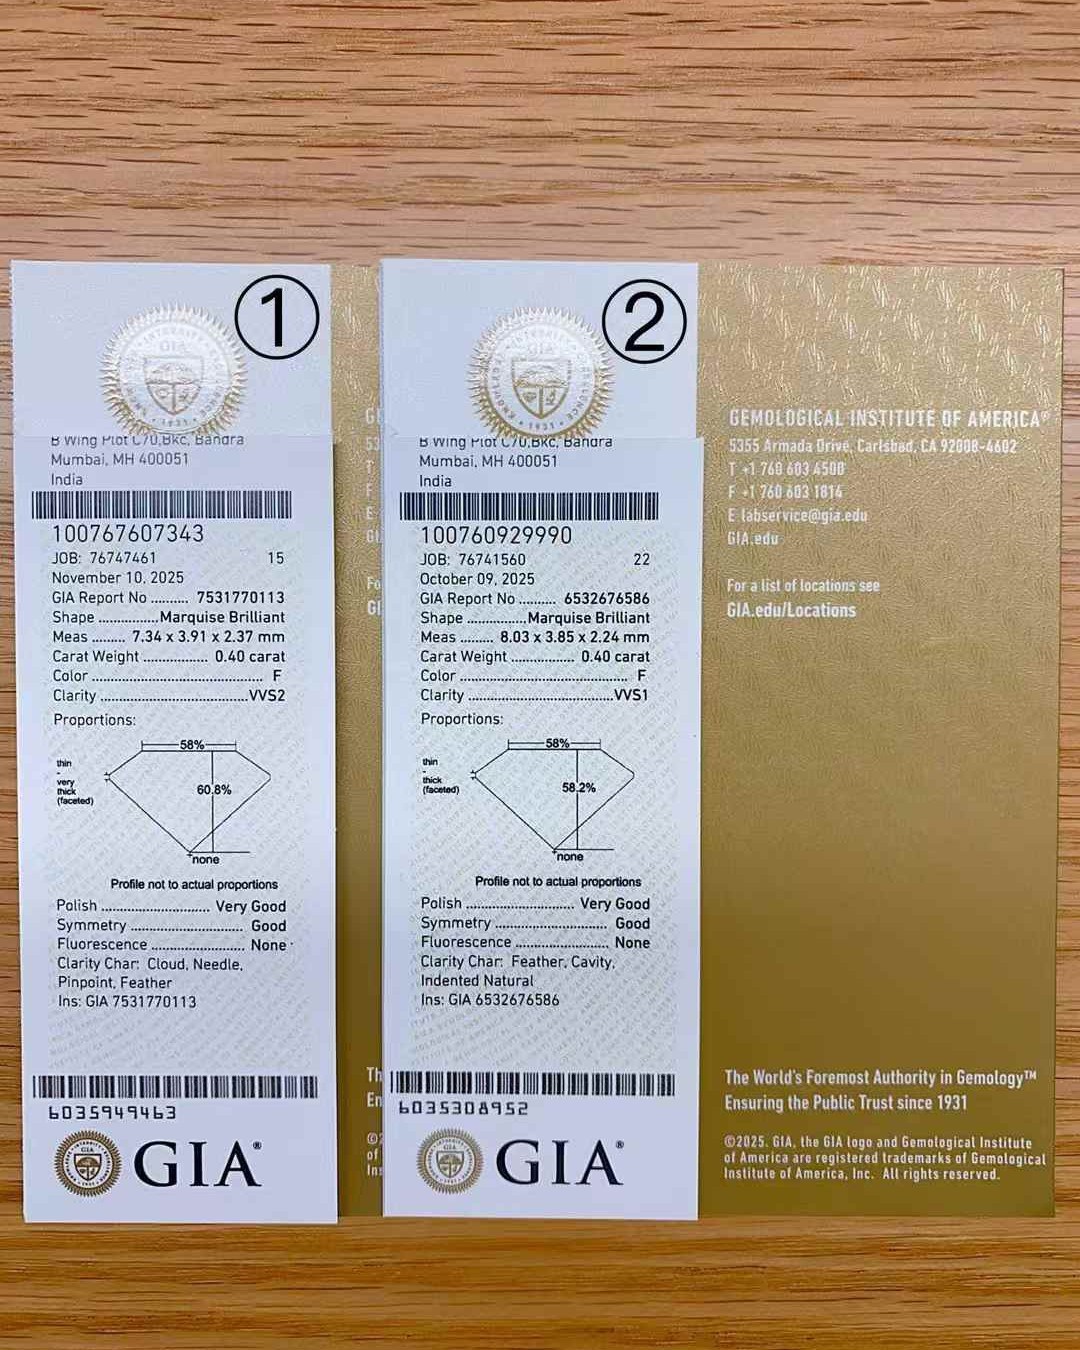 ①
GIA
1931
B Wing Plot C70,Bkc, Bandra
Mumbai, MH 400051
India
100767607343
JOB: 76747461 15
November 10, 2025
GIA Report No .......... 7531770113
Shape ............... Marquise Brilliant
Meas ........ 7.34 x 3.91 x 2.37 mm
Carat Weight ................ 0.40 carat
Color .......................................... F
Clarity .................................... VVS2
Proportions:
58%
thin
-
very
thick
(faceted)
60.8%
none
Profile not to actual proportions
Polish .......................... Very Good
Symmetry ........................... Good
Fluorescence ...................... None
Clarity Char: Cloud, Needle,
Pinpoint, Feather
Ins: GIA 7531770113
6035949463
GIA®
②
GIA
1931
B Wing Plot C70,Bkc, Bandra
Mumbai, MH 400051
India
100760929990
JOB: 76741560 22
October 09, 2025
GIA Report No .......... 6532676586
Shape ............... Marquise Brilliant
Meas ........ 8.03 x 3.85 x 2.24 mm
Carat Weight ................ 0.40 carat
Color .......................................... F
Clarity .................................... VVS1
Proportions:
58%
thin
-
thick
(faceted)
58.2%
none
Profile not to actual proportions
Polish .......................... Very Good
Symmetry ........................... Good
Fluorescence ...................... None
Clarity Char: Feather, Cavity,
Indented Natural
Ins: GIA 6532676586
6035308952
GIA®
GEMOLOGICAL INSTITUTE OF AMERICA®
5355 Armada Drive, Carlsbad, CA 92008-4602
T +1 760 603 4500
F +1 760 603 1814
E labservice@gia.edu
GIA.edu
For a list of locations see
GIA.edu/Locations
The World's Foremost Authority in Gemology™
Ensuring the Public Trust since 1931
©2025. GIA, the GIA logo and Gemological Institute
of America are registered trademarks of Gemological
Institute of America, Inc. All rights reserved.